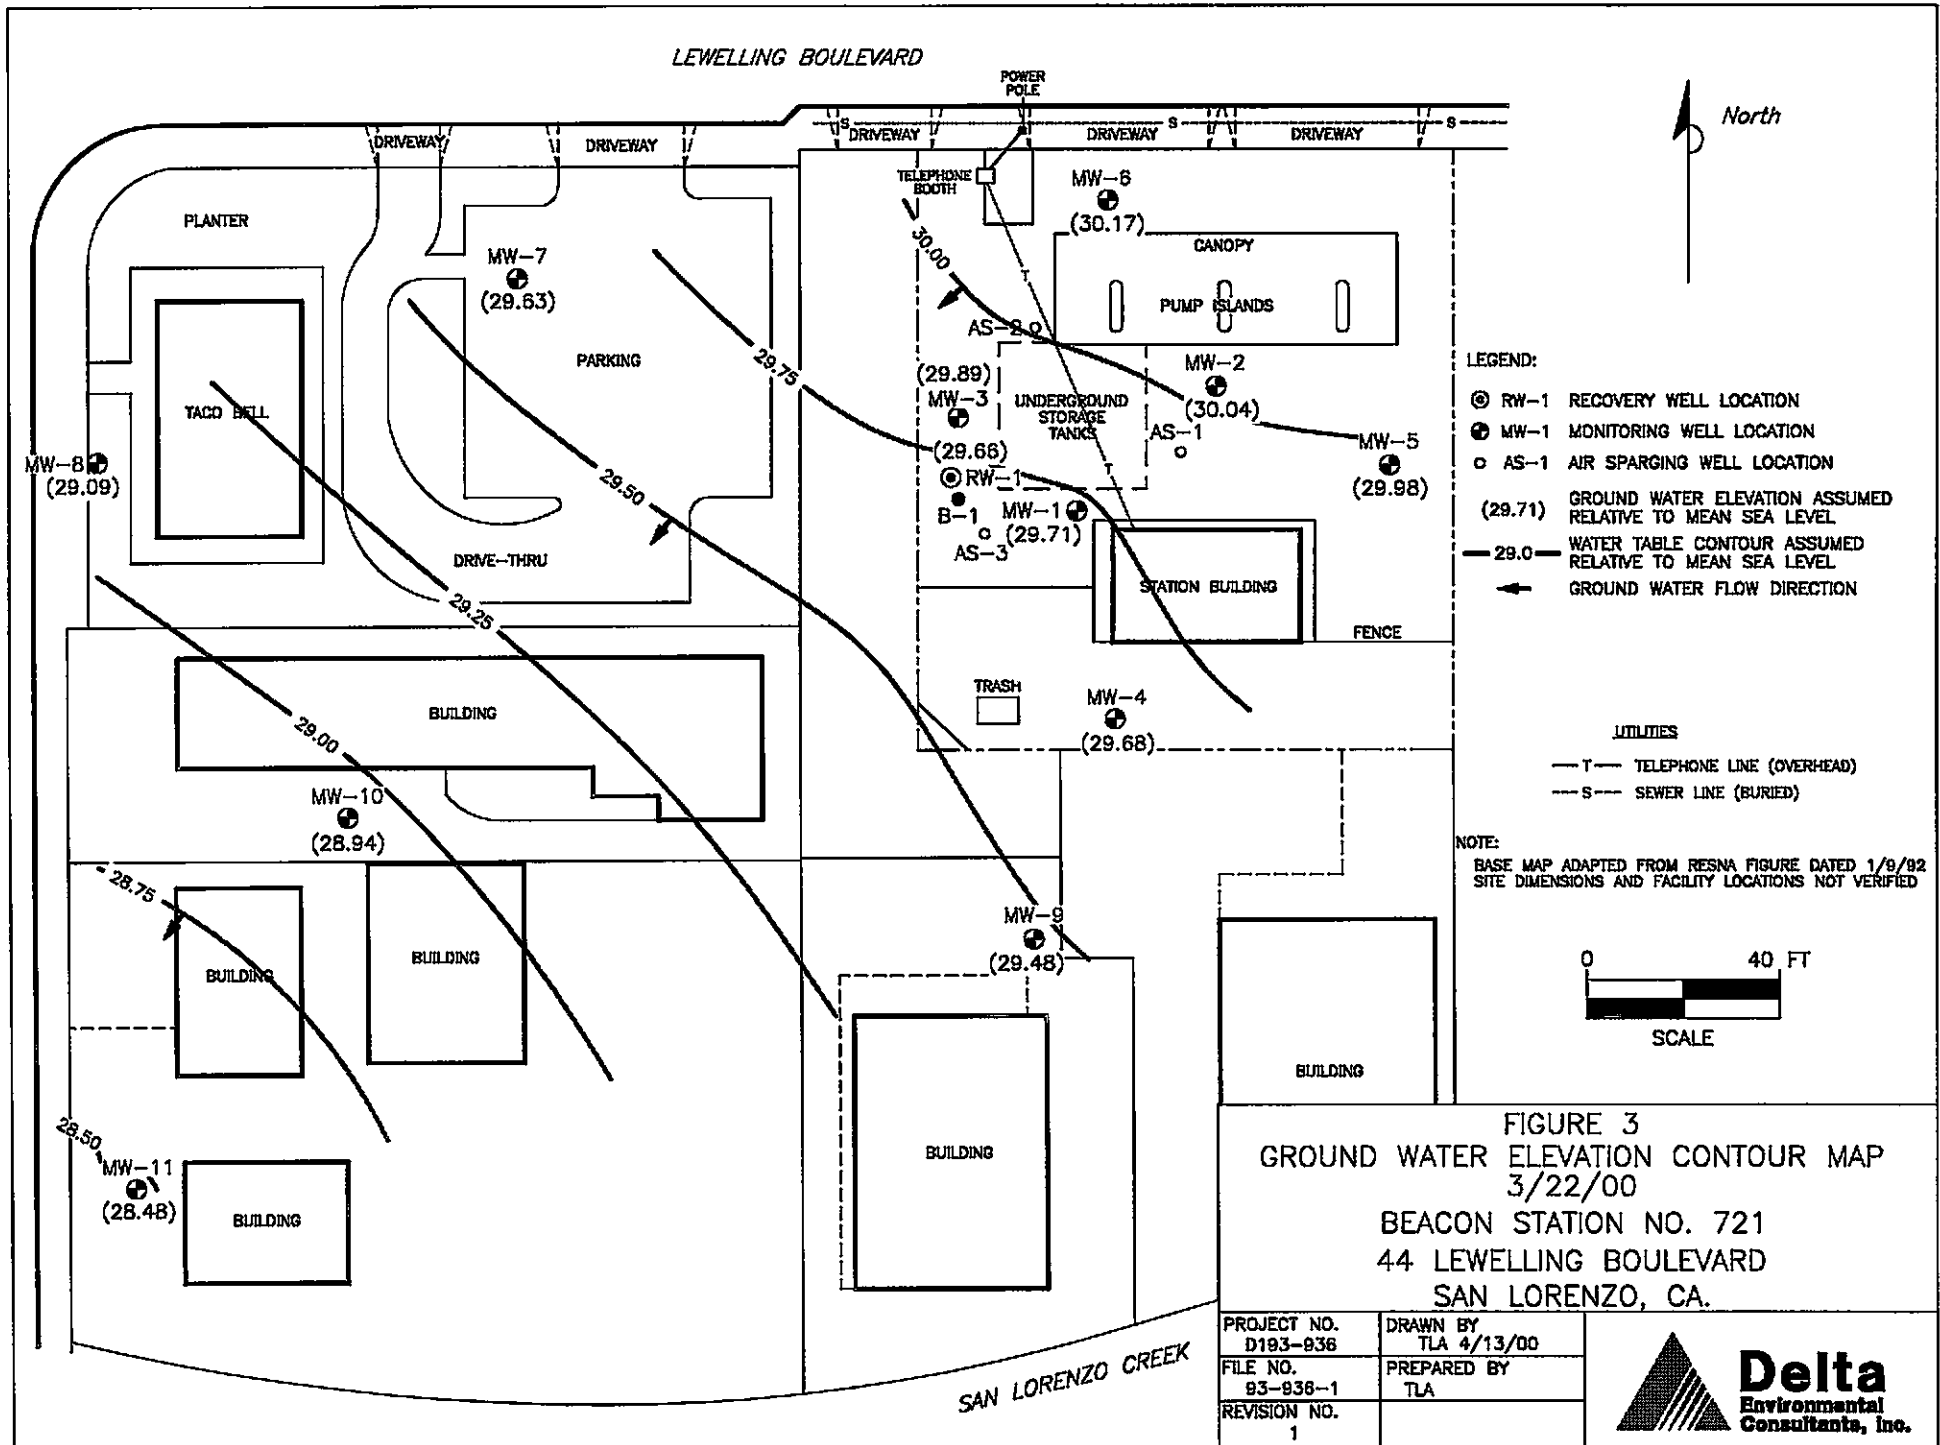 LEWELLING BOULEVARD
POWER
POLE
North
S
S
S
DRIVEWAY
DRIVEWAY
DRIVEWAY
DRIVEWAY
DRIVEWAY
TELEPHONE
BOOTH
MW-6
(30.17)
PLANTER
30.00
CANOPY
MW-7
(29.63)
T
PUMP ISLANDS
AS-2
PARKING
29.75
(29.89)
MW-3
UNDERGROUND
STORAGE
TANKS
MW-2
(30.04)
AS-1
MW-5
(29.98)
TACO BELL
MW-8
(29.09)
29.50
(29.66)
RW-1
T
B-1
MW-1
(29.71)
AS-3
DRIVE-THRU
STATION BUILDING
29.25
FENCE
LEGEND:
RW-1 RECOVERY WELL LOCATION
MW-1 MONITORING WELL LOCATION
AS-1 AIR SPARGING WELL LOCATION
(29.71) GROUND WATER ELEVATION ASSUMED
RELATIVE TO MEAN SEA LEVEL
29.0 WATER TABLE CONTOUR ASSUMED
RELATIVE TO MEAN SEA LEVEL
GROUND WATER FLOW DIRECTION
TRASH
MW-4
(29.68)
BUILDING
29.00
UTILITIES
T TELEPHONE LINE (OVERHEAD)
S SEWER LINE (BURIED)
MW-10
(28.94)
NOTE:
BASE MAP ADAPTED FROM RESNA FIGURE DATED 1/9/92
SITE DIMENSIONS AND FACILITY LOCATIONS NOT VERIFIED
28.75
MW-9
(29.48)
BUILDING
BUILDING
0 40 FT
SCALE
BUILDING
28.50
MW-11
(28.48)
BUILDING
BUILDING
SAN LORENZO CREEK
FIGURE 3
GROUND WATER ELEVATION CONTOUR MAP
3/22/00
BEACON STATION NO. 721
44 LEWELLING BOULEVARD
SAN LORENZO, CA.
PROJECT NO.
D193-936
DRAWN BY
TLA 4/13/00
FILE NO.
93-936-1
PREPARED BY
TLA
REVISION NO.
1
Delta
Environmental
Consultants, Inc.